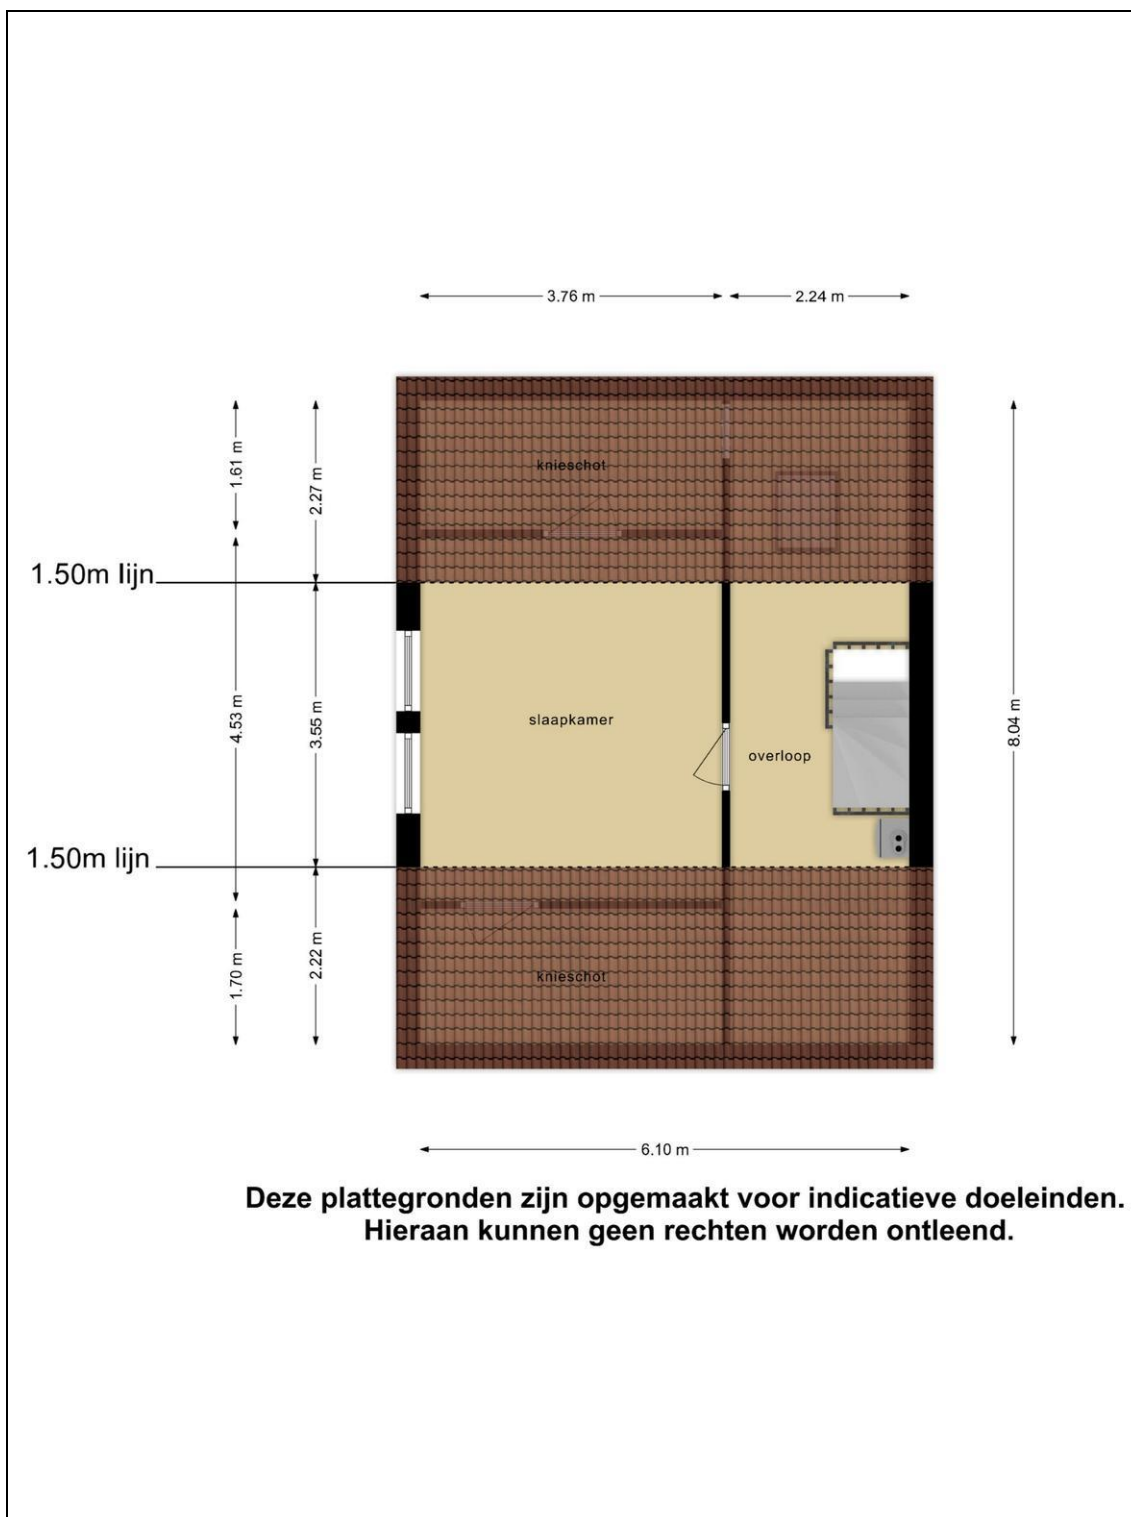 3.76 m
2.24 m
1.61 m
2.27 m
knieschot
1.50m lijn
4.53 m
3.55 m
slaapkamer
overloop
8.04 m
1.50m lijn
1.70 m
2.22 m
knieschot
6.10 m
Deze plattegronden zijn opgemaakt voor indicatieve doeleinden.
Hieraan kunnen geen rechten worden ontleend.